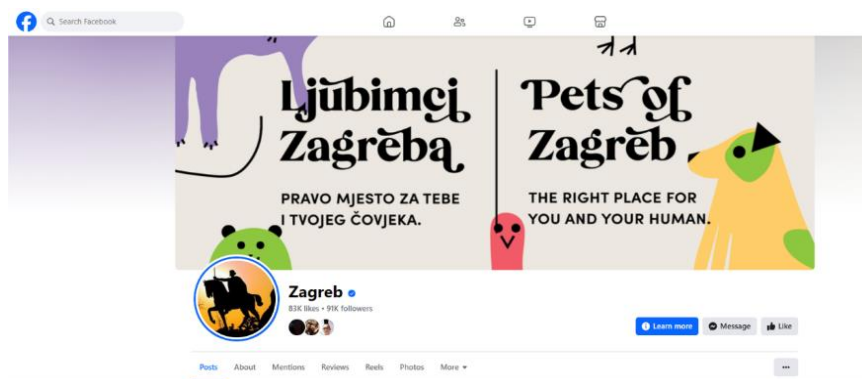 Search Facebook
Ljubimci
Zagreba
PRAVO MJESTO ZA TEBE
I TVOJEG ČOVJEKA.
Pets of
Zagreb
THE RIGHT PLACE FOR
YOU AND YOUR HUMAN.
Zagreb
83K likes • 91K followers
Learn more
Message
Like
Posts About Mentions Reviews Reels Photos More